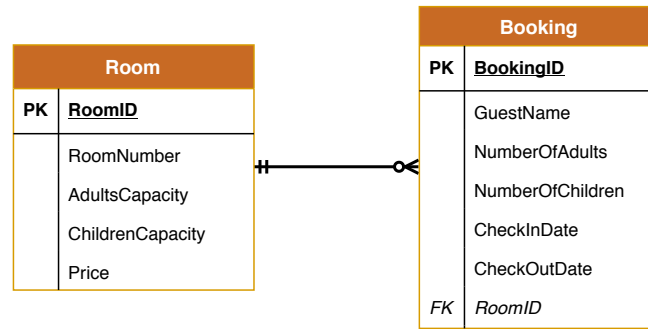 Room
PK RoomID
RoomNumber
AdultsCapacity
ChildrenCapacity
Price
Booking
PK BookingID
GuestName
NumberOfAdults
NumberOfChildren
CheckInDate
CheckOutDate
FK RoomID